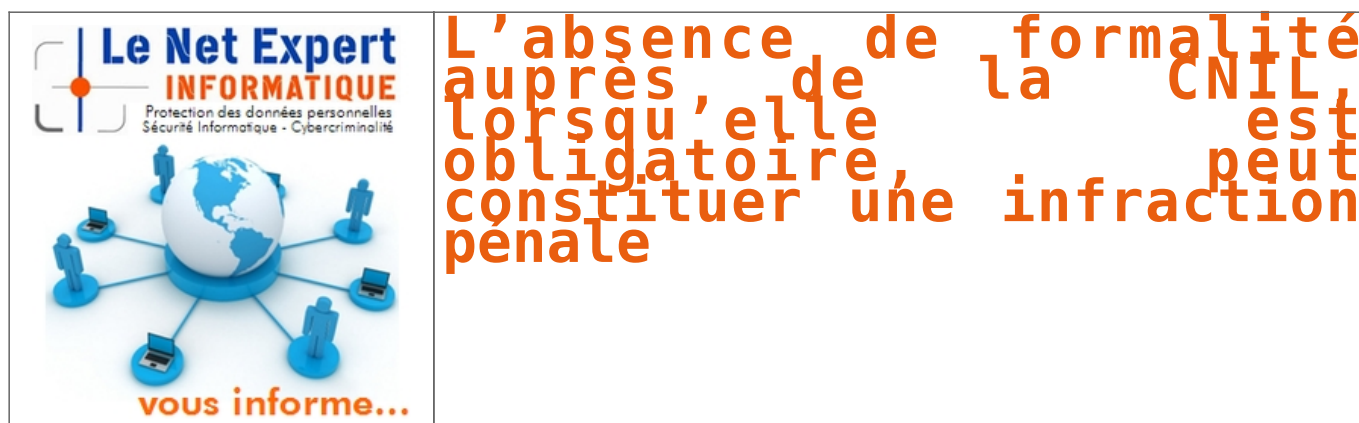 Le Net Expert
INFORMATIQUE
Protection des données personnelles
Sécurité Informatique - Cybercriminalité
vous informe...
L’absence de formalité
auprès de la CNIL,
lorsqu’elle est
obligatoire, peut
constituer une infraction
pénale